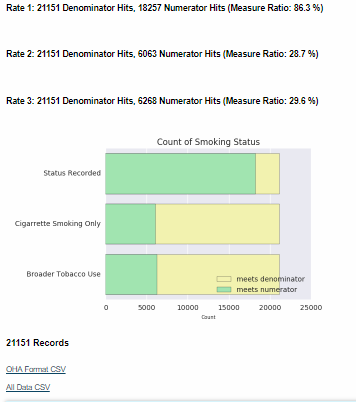 Rate 1: 21151 Denominator Hits, 18257 Numerator Hits (Measure Ratio: 86.3 %)
Rate 2: 21151 Denominator Hits, 6063 Numerator Hits (Measure Ratio: 28.7 %)
Rate 3: 21151 Denominator Hits, 6268 Numerator Hits (Measure Ratio: 29.6 %)
Count of Smoking Status
Status Recorded
Cigarrette Smoking Only
Broader Tobacco Use
meets denominator
meets numerator
0 5000 10000 15000 20000 25000
Count
21151 Records
OHA Format CSV
All Data CSV